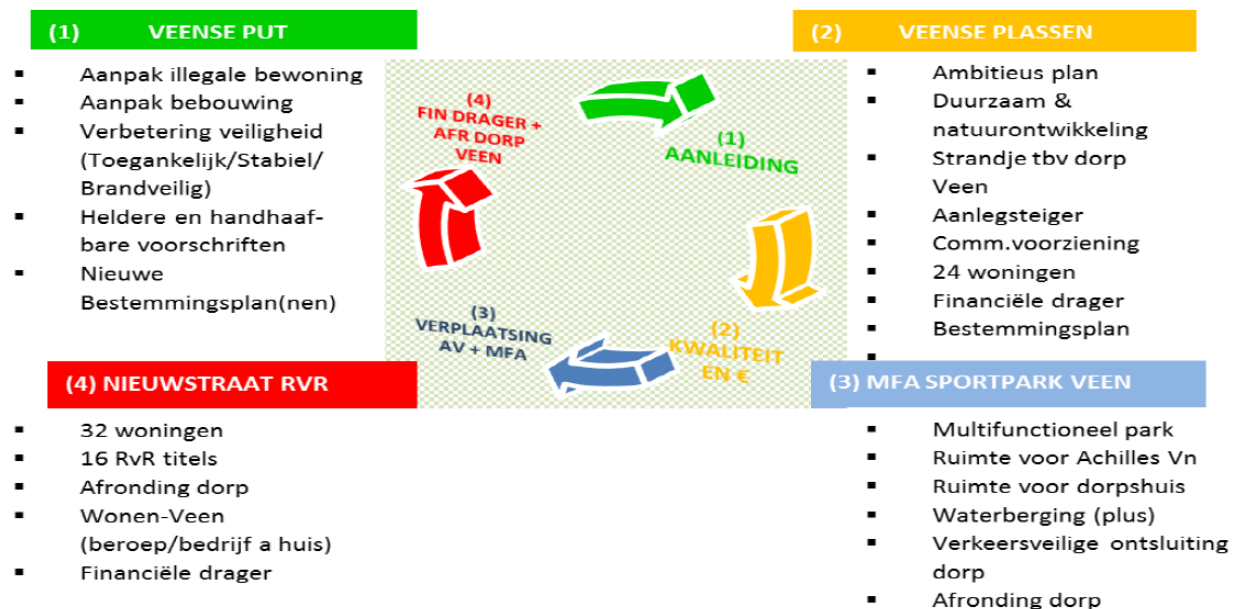 (1) VEENSE PUT
▪ Aanpak illegale bewoning
▪ Aanpak bebouwing
▪ Verbetering veiligheid
(Toegankelijk/Stabiel/
Brandveilig)
▪ Heldere en handhaaf-
bare voorschriften
▪ Nieuwe
Bestemmingsplan(nen)
(2) VEENSE PLASSEN
▪ Ambitieus plan
▪ Duurzaam &
natuurontwikkeling
▪ Strandje tbv dorp
Veen
▪ Aanlegsteiger
▪ Comm.voorziening
▪ 24 woningen
▪ Financiële drager
▪ Bestemmingsplan
▪
(1)
AANLEIDING
(2)
KWALITEIT
EN €
(3)
VERPLAATSING
AV + MFA
(4)
FIN DRAGER +
AFR DORP
VEEN
(4) NIEUWSTRAAT RVR
▪ 32 woningen
▪ 16 RvR titels
▪ Afronding dorp
▪ Wonen-Veen
(beroep/bedrijf a huis)
▪ Financiële drager
(3) MFA SPORTPARK VEEN
▪ Multifunctioneel park
▪ Ruimte voor Achilles Vn
▪ Ruimte voor dorpshuis
▪ Waterberging (plus)
▪ Verkeersveilige ontsluiting
dorp
▪ Afronding dorp